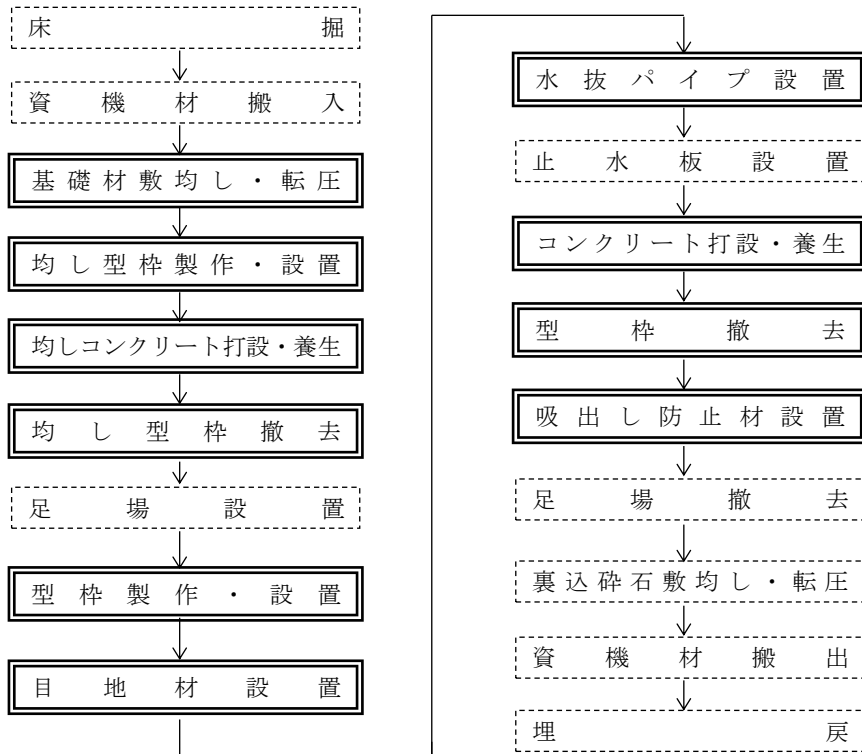 床掘
資機材搬入
基礎材敷均し・転圧
均し型枠製作・設置
均しコンクリート打設・養生
均し型枠撤去
足場設置
型枠製作・設置
目地材設置
水抜パイプ設置
止水板設置
コンクリート打設・養生
型枠撤去
吸出し防止材設置
足場撤去
裏込砕石敷均し・転圧
資機材搬出
埋戻